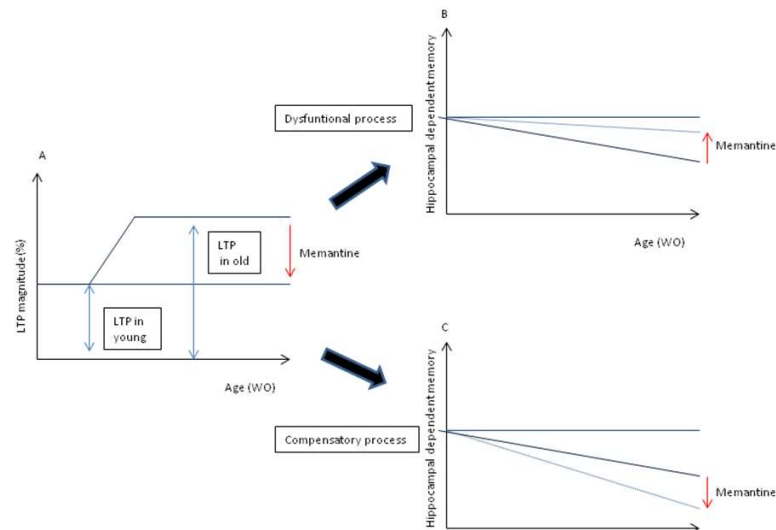 A
LTP magnitude (%)
LTP in
young
LTP
in old
Memantine
Age (WO)
Dysfuntional process
Compensatory process
B
Hippocampal dependent memory
Memantine
Age (WO)
C
Hippocampal dependent memory
Memantine